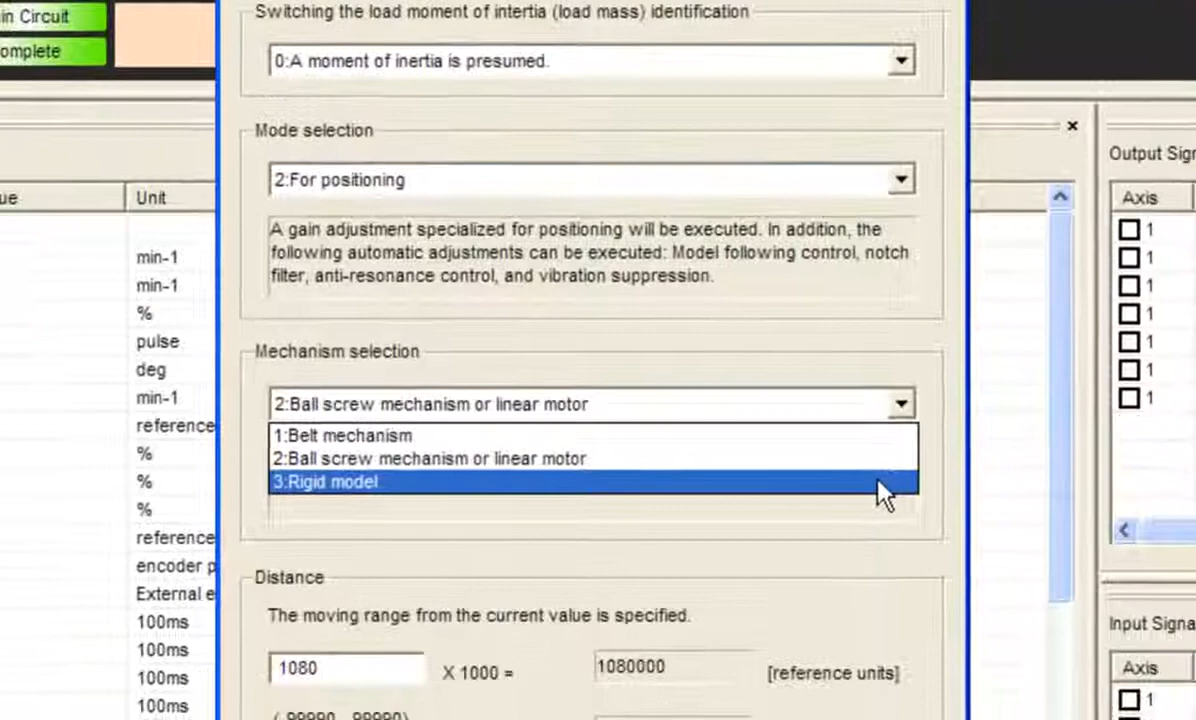 in Circuit
omplete
Switching the load moment of inertia (load mass) identification
0:A moment of inertia is presumed.
Mode selection
2:For positioning
A gain adjustment specialized for positioning will be executed. In addition, the
following automatic adjustments can be executed: Model following control, notch
filter, anti-resonance control, and vibration suppression.
Mechanism selection
2:Ball screw mechanism or linear motor
1:Belt mechanism
2:Ball screw mechanism or linear motor
3:Rigid model
Distance
The moving range from the current value is specified.
1080 X 1000 = 1080000 [reference units]
(-99990 - 99990)
ue Unit
min-1
min-1
%
pulse
deg
min-1
reference
%
%
%
reference
encoder p
External e
100ms
100ms
100ms
100ms
Output Sign
Axis
1
1
1
1
1
1
1
Input Signa
Axis
1